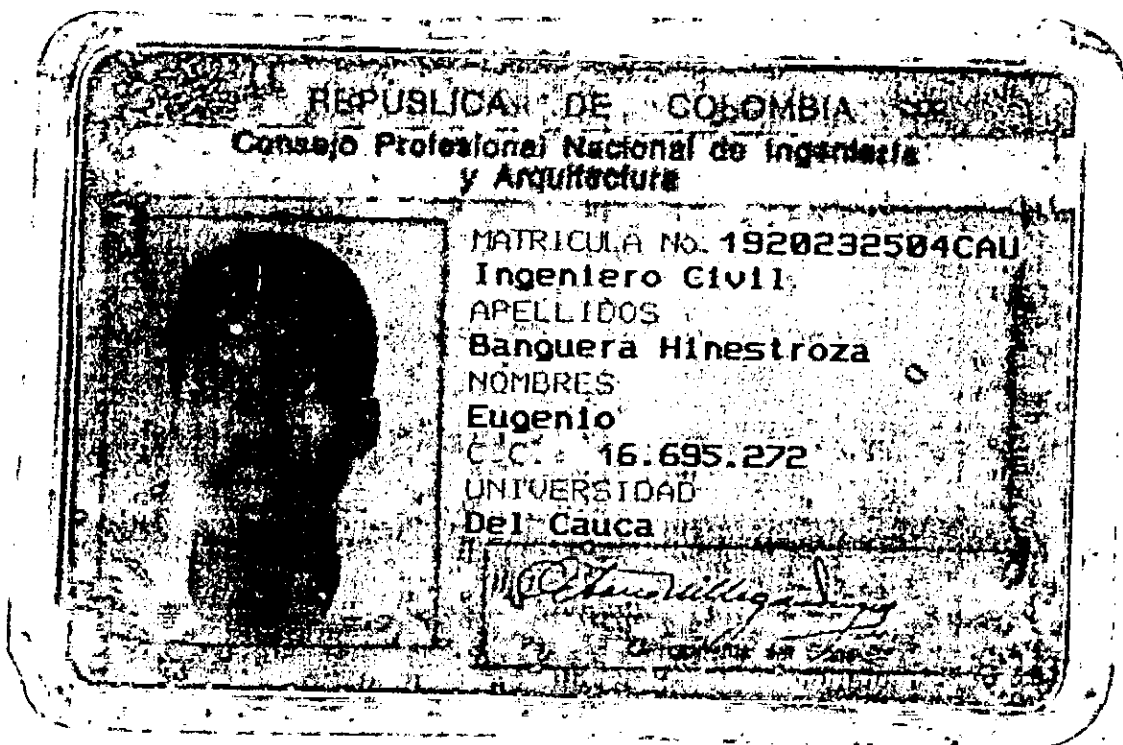 REPUBLICA DE COLOMBIA
Consejo Profesional Nacional de Ingeniería
y Arquitectura
MATRICULA No. 1920232504CAU
Ingeniero Civil
APELLIDOS
Banguera Hinestroza
NOMBRES
Eugenio
C.C. 16.695.272
UNIVERSIDAD
Del Cauca